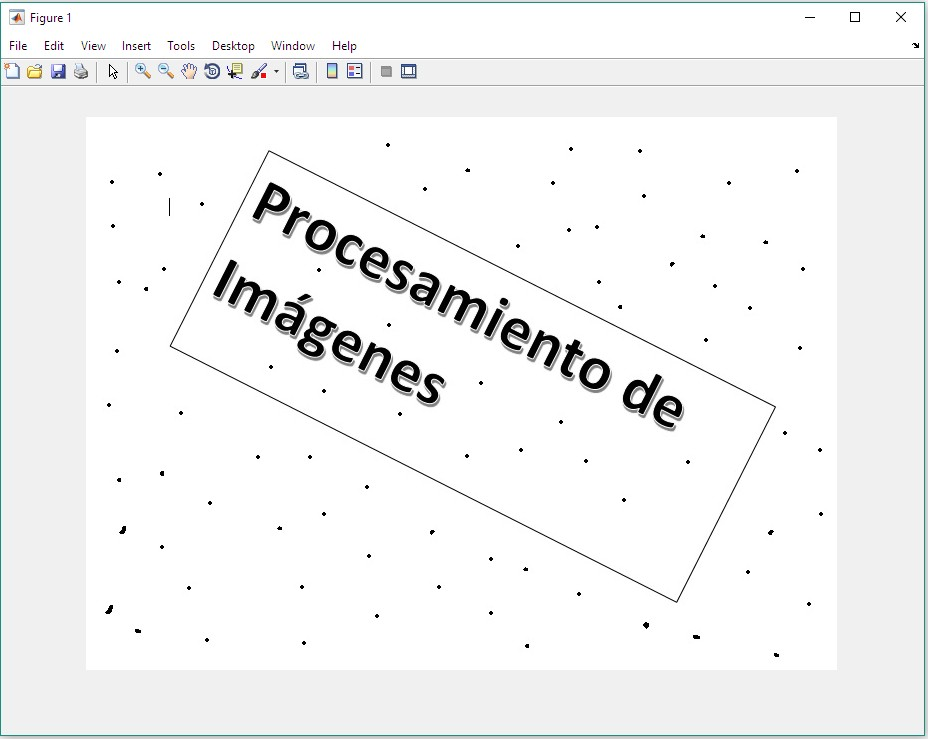 Figure 1
File Edit View Insert Tools Desktop Window Help
Procesamiento de
Imágenes